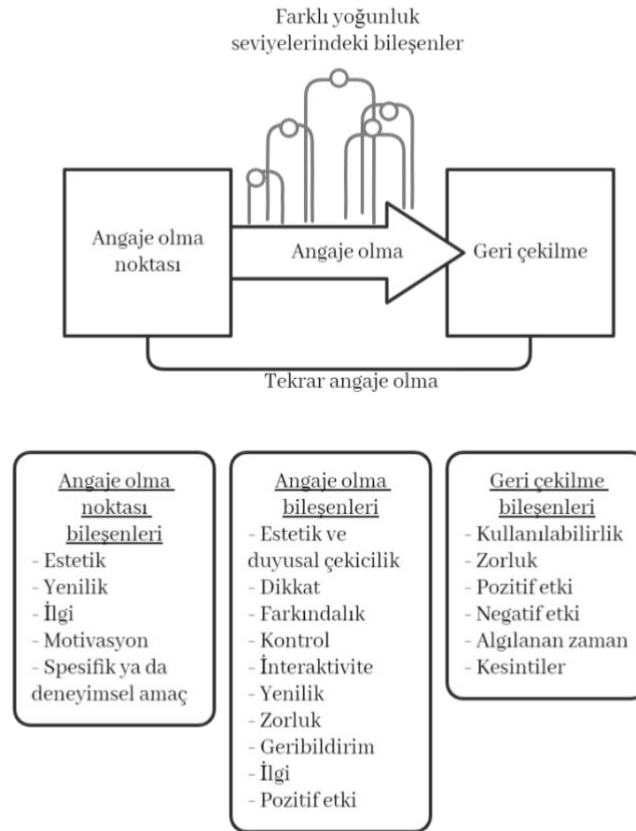 Farklı yoğunluk
seviyelerindeki bileşenler
Angaje olma
noktası
Angaje olma
Geri çekilme
Tekrar angaje olma
Angaje olma
noktası
bileşenleri
- Estetik
- Yenilik
- İlgi
- Motivasyon
- Spesifik ya da
deneyimsel amaç
Angaje olma
bileşenleri
- Estetik ve
duyusal çekicilik
- Dikkat
- Farkındalık
- Kontrol
- İnteraktivite
- Yenilik
- Zorluk
- Geribildirim
- İlgi
- Pozitif etki
Geri çekilme
bileşenleri
- Kullanılabilirlik
- Zorluk
- Pozitif etki
- Negatif etki
- Algılanan zaman
- Kesintiler